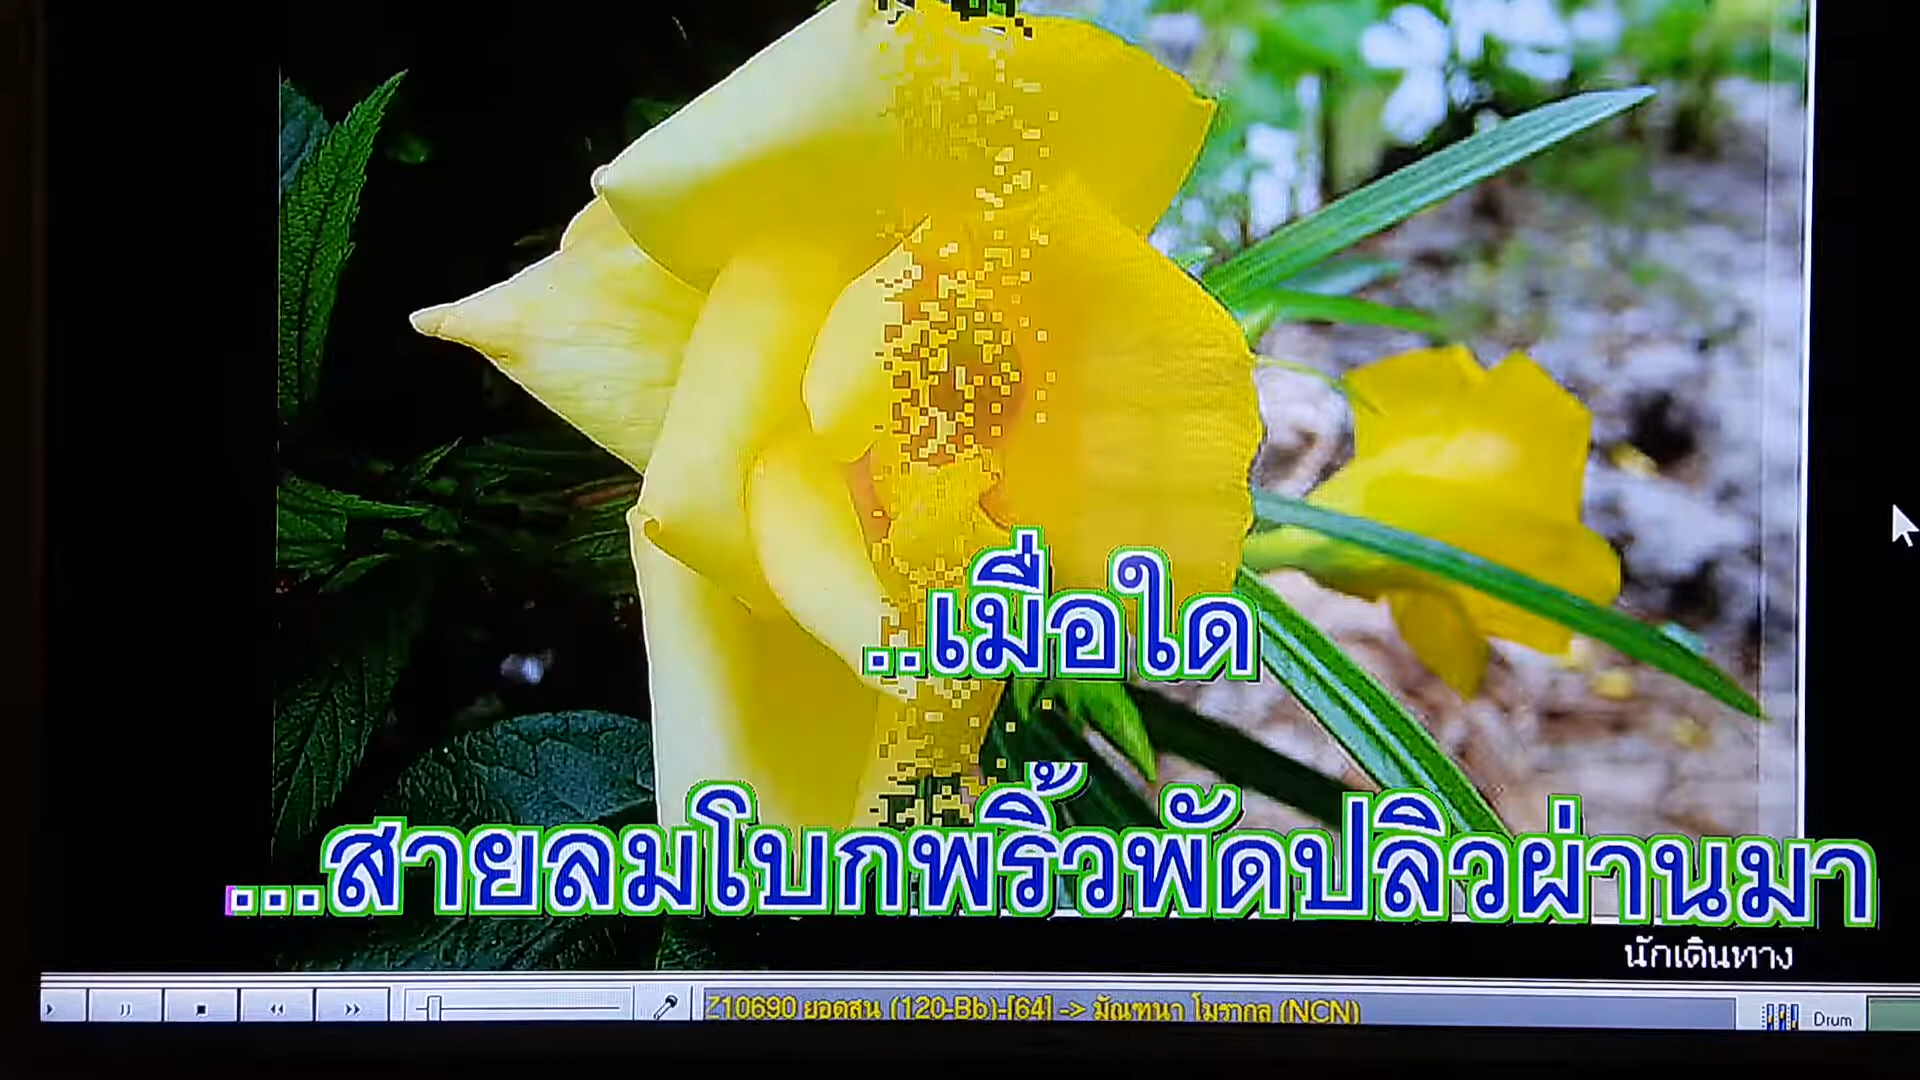 ..เมื่อใด
...สายลมโบกพริ้วพัดปลิวผ่านมา
นักเดินทาง
Z10690 ยอดสน (120-Bb)-[64] -> มัณฑนา โมรากุล (NCN)
Drum